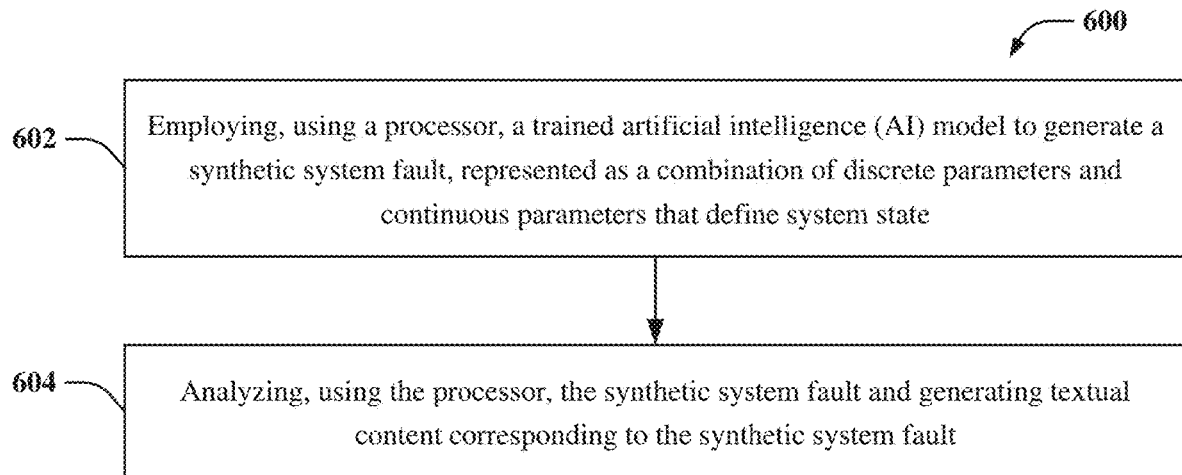 600
602
Employing, using a processor, a trained artificial intelligence (AI) model to generate a
synthetic system fault, represented as a combination of discrete parameters and
continuous parameters that define system state
604
Analyzing, using the processor, the synthetic system fault and generating textual
content corresponding to the synthetic system fault